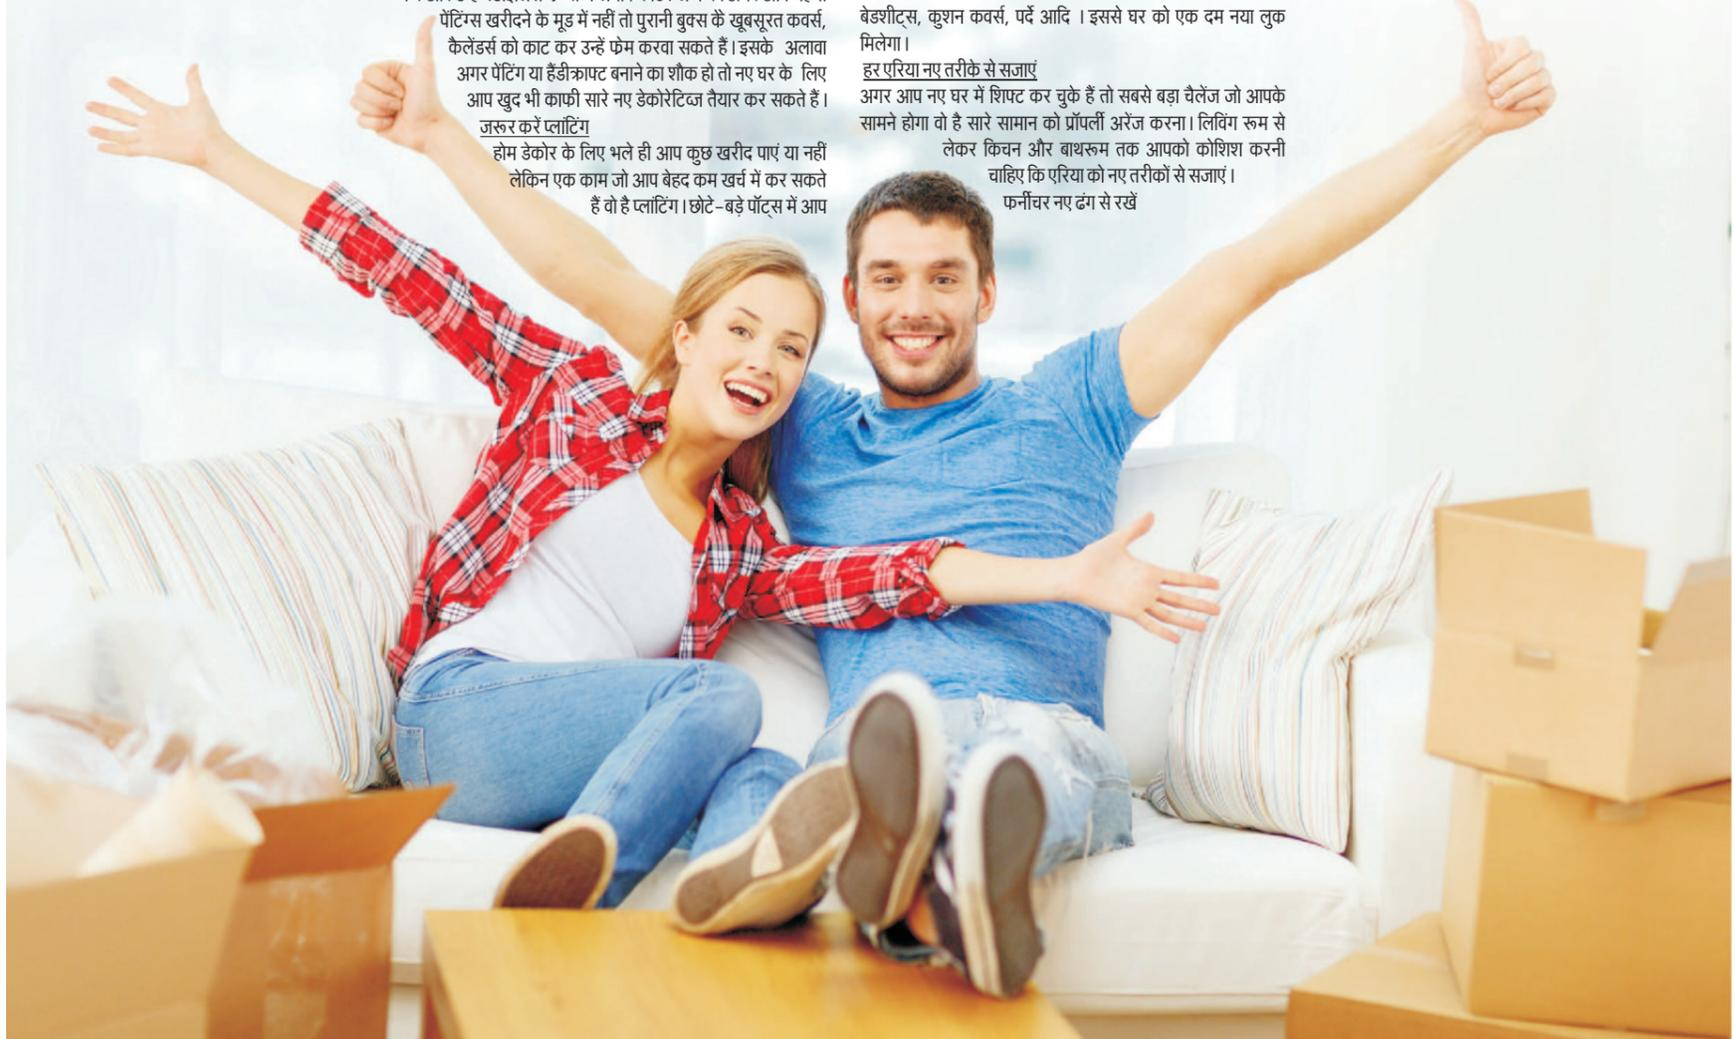 पेंटिंग्स खरीदने के मूड में नहीं तो पुरानी बुक्स के खूबसूरत कवर्स,
कैलेंडर्स को काट कर उन्हें फ्रेम करवा सकते हैं। इसके अलावा
अगर पेंटिंग या हैंडीक्राफ्ट बनाने का शौक हो तो नए घर के लिए
आप खुद भी काफी सारे नए डेकोरेटिव्ज तैयार कर सकते हैं।
जरूर करें प्लांटिंग
होम डेकोर के लिए भले ही आप कुछ खरीद पाएं या नहीं
लेकिन एक काम जो आप बेहद कम खर्च में कर सकते
हैं वो है प्लांटिंग। छोटे-बड़े पॉट्स में आप
बेडशीट्स, कुशन कवर्स, पर्दे आदि । इससे घर को एक दम नया लुक
मिलेगा।
हर एरिया नए तरीके से सजाएं
अगर आप नए घर में शिफ्ट कर चुके हैं तो सबसे बड़ा चैलेंज जो आपके
सामने होगा वो है सारे सामान को प्रॉपर्ली अरेंज करना। लिविंग रूम से
लेकर किचन और बाथरूम तक आपको कोशिश करनी
चाहिए कि एरिया को नए तरीकों से सजाएं।
फर्नीचर नए ढंग से रखें